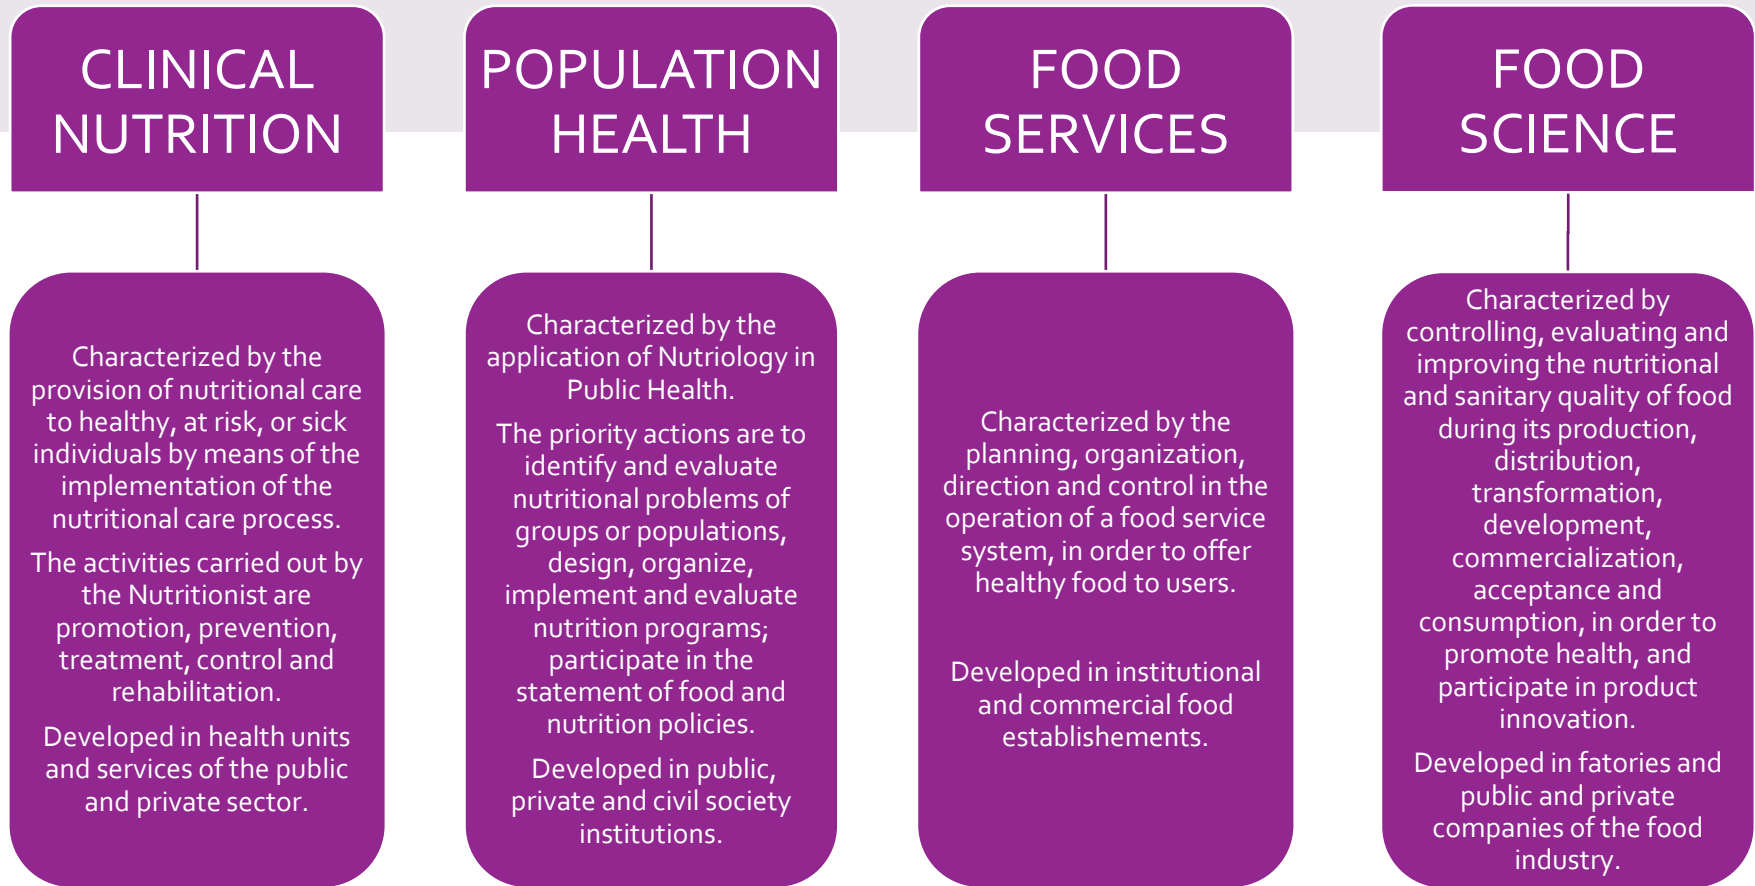 CLINICAL
NUTRITION
Characterized by the
provision of nutritional care
to healthy, at risk, or sick
individuals by means of the
implementation of the
nutritional care process.
The activities carried out by
the Nutritionist are
promotion, prevention,
treatment, control and
rehabilitation.
Developed in health units
and services of the public
and private sector.
POPULATION
HEALTH
Characterized by the
application of Nutriology in
Public Health.
The priority actions are to
identify and evaluate
nutritional problems of
groups or populations,
design, organize,
implement and evaluate
nutrition programs;
participate in the
statement of food and
nutrition policies.
Developed in public,
private and civil society
institutions.
FOOD
SERVICES
Characterized by the
planning, organization,
direction and control in the
operation of a food service
system, in order to offer
healthy food to users.
Developed in institutional
and commercial food
establishements.
FOOD
SCIENCE
Characterized by
controlling, evaluating and
improving the nutritional
and sanitary quality of food
during its production,
distribution,
transformation,
development,
commercialization,
acceptance and
consumption, in order to
promote health, and
participate in product
innovation.
Developed in fatories and
public and private
companies of the food
industry.